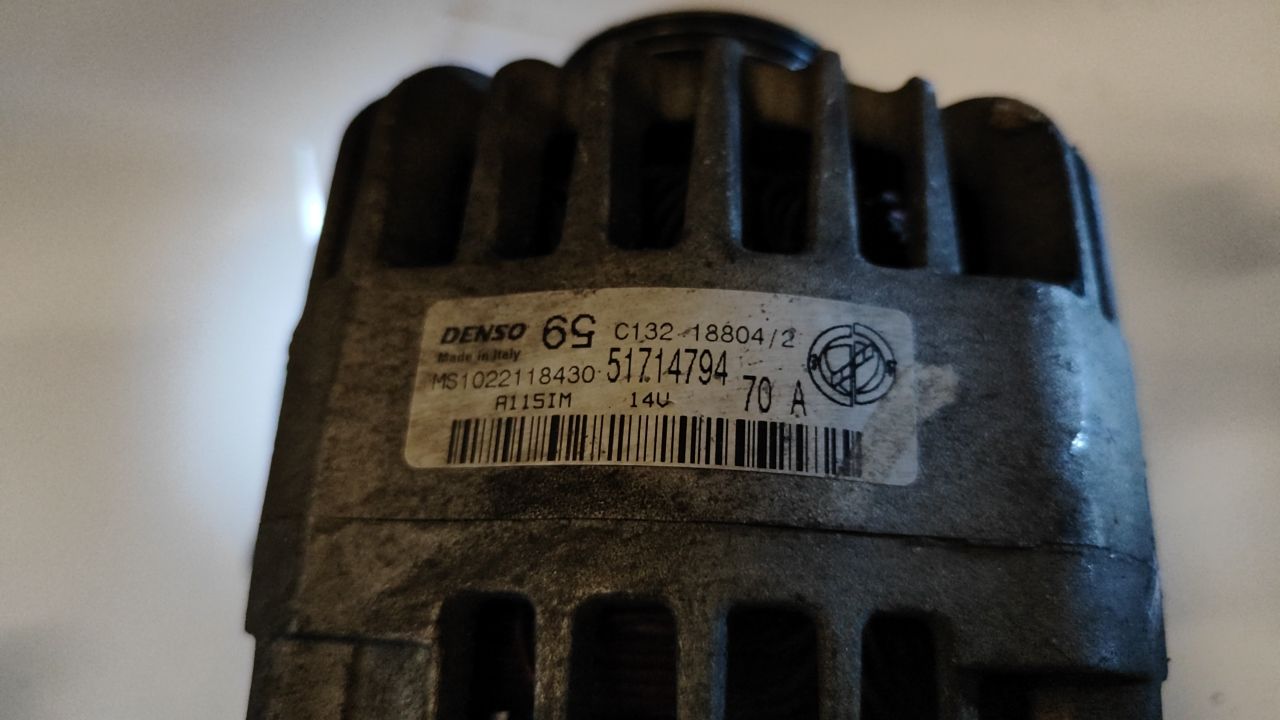 DENSO 59 C132 18804/2
Made in Italy
MS1022118430 51714794
70 A
A115IM 14V